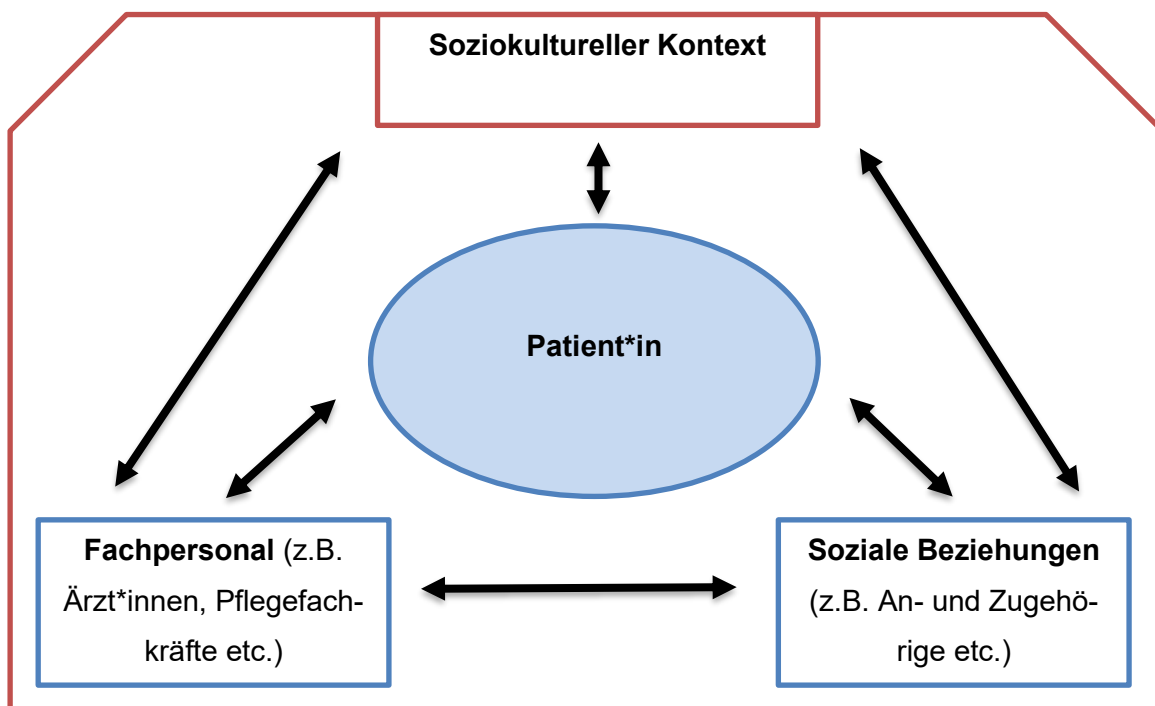 Soziokultureller Kontext
Patient*in
Fachpersonal (z.B.
Ärzt*innen, Pflegefach-
kräfte etc.)
Soziale Beziehungen
(z.B. An- und Zugehö-
rige etc.)